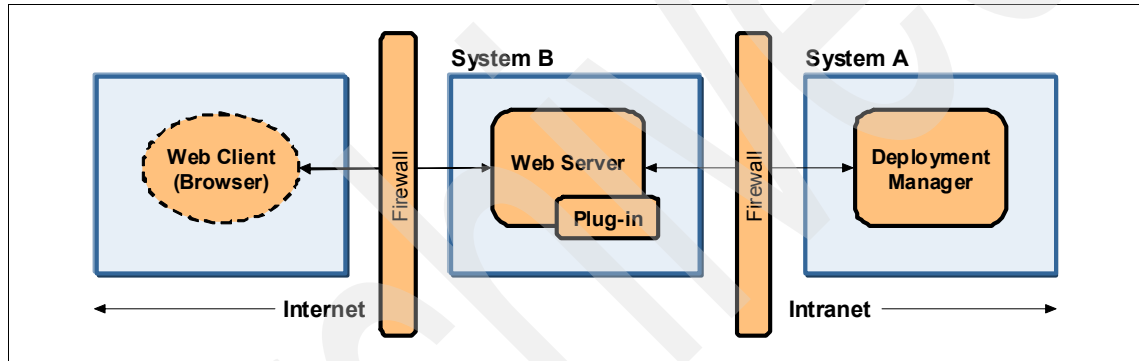 System B
System A
Web Client
(Browser)
Firewall
Web Server
Plug-in
Firewall
Deployment
Manager
Internet
Intranet